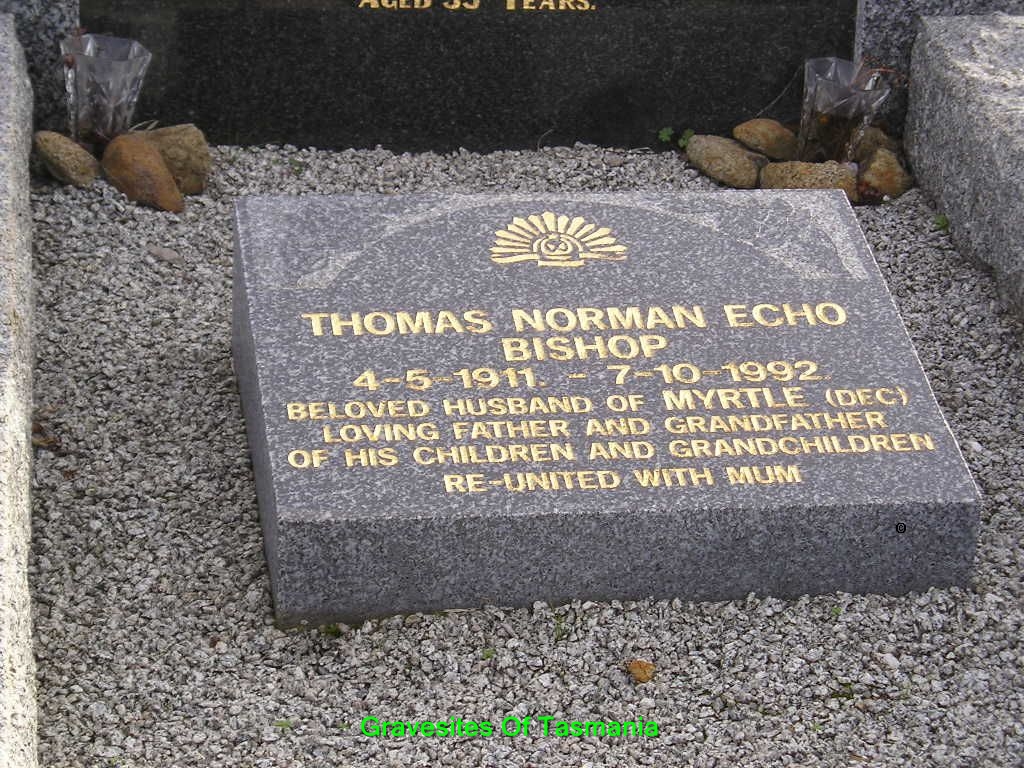 AGED 35 YEARS.
THOMAS NORMAN ECHO
BISHOP
4-5-1911. - 7-10-1992.
BELOVED HUSBAND OF MYRTLE (DEC)
LOVING FATHER AND GRANDFATHER
OF HIS CHILDREN AND GRANDCHILDREN
RE-UNITED WITH MUM
©
Gravesites Of Tasmania